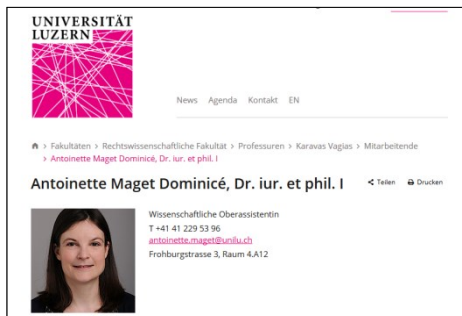 UNIVERSITÄT
LUZERN
News Agenda Kontakt EN
> Fakultäten > Rechtswissenschaftliche Fakultät > Professuren > Karavas Vagias > Mitarbeitende
> Antoinette Maget Dominicé, Dr. iur. et phil. I
Antoinette Maget Dominicé, Dr. iur. et phil. I
Teilen Drucken
Wissenschaftliche Oberassistentin
T +41 41 229 53 96
antoinette.maget@unilu.ch
Frohburgstrasse 3, Raum 4.A12